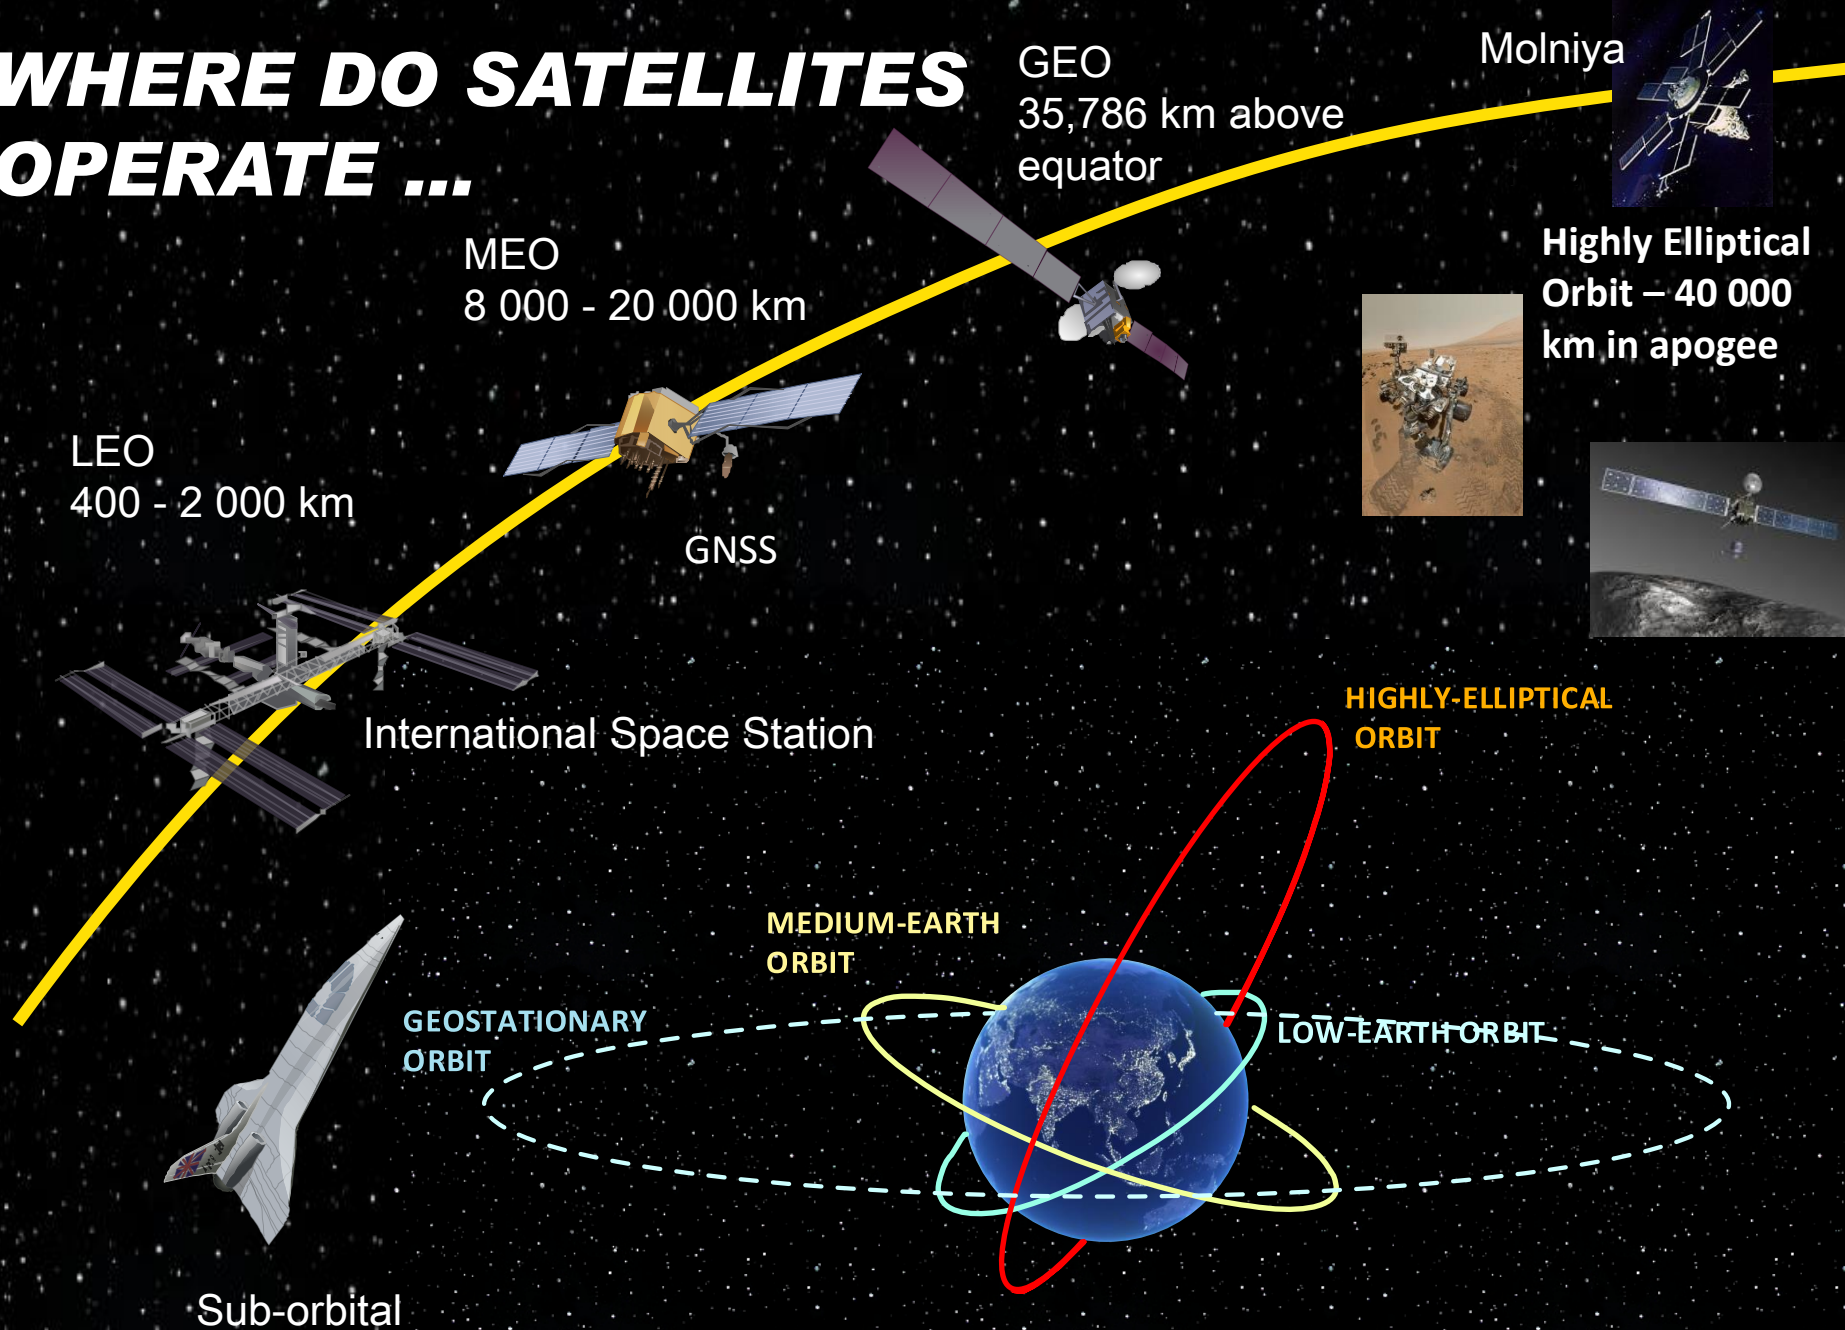 WHERE DO SATELLITES
OPERATE ...
GEO
35,786 km above
equator
Molniya
MEO
8 000 - 20 000 km
Highly Elliptical
Orbit – 40 000
km in apogee
LEO
400 - 2 000 km
GNSS
International Space Station
HIGHLY-ELLIPTICAL
ORBIT
MEDIUM-EARTH
ORBIT
GEOSTATIONARY
ORBIT
LOW-EARTH ORBIT
Sub-orbital